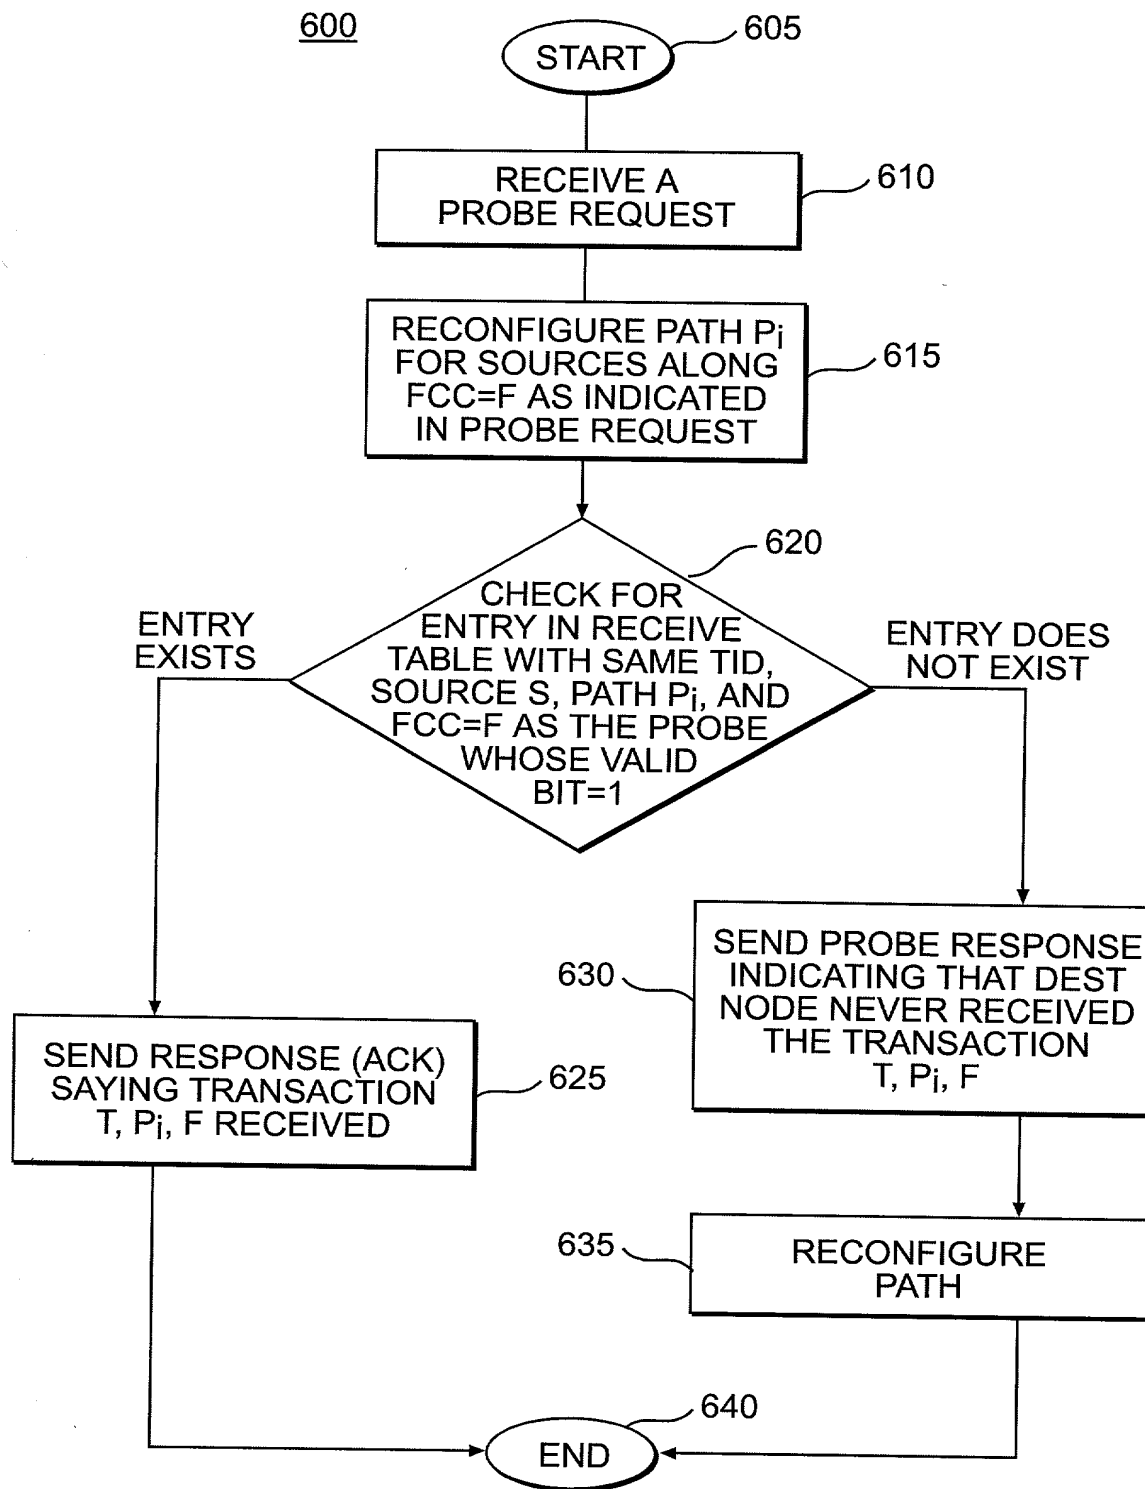 600
START
605
RECEIVE A
PROBE REQUEST
610
RECONFIGURE PATH Pi
FOR SOURCES ALONG
FCC=F AS INDICATED
IN PROBE REQUEST
615
620
CHECK FOR
ENTRY IN RECEIVE
TABLE WITH SAME TID,
SOURCE S, PATH Pi, AND
FCC=F AS THE PROBE
WHOSE VALID
BIT=1
ENTRY
EXISTS
ENTRY DOES
NOT EXIST
SEND RESPONSE (ACK)
SAYING TRANSACTION
T, Pi, F RECEIVED
625
630
SEND PROBE RESPONSE
INDICATING THAT DEST
NODE NEVER RECEIVED
THE TRANSACTION
T, Pi, F
635
RECONFIGURE
PATH
640
END